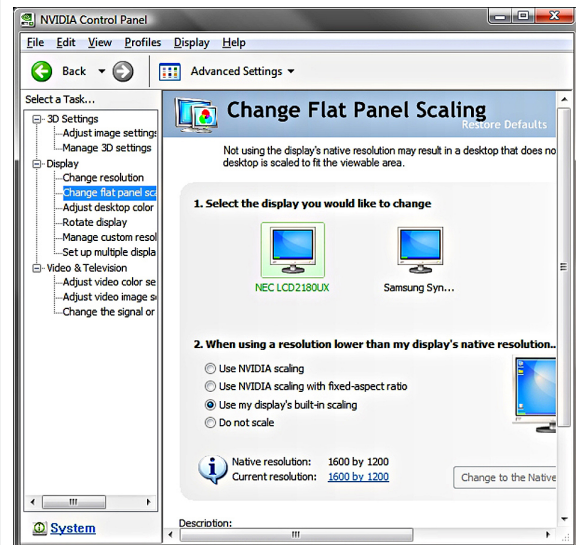 NVIDIA Control Panel
File Edit View Profiles Display Help
Back Advanced Settings
Select a Task...
3D Settings
Adjust image settings
Manage 3D settings
Display
Change resolution
Change flat panel sca
Adjust desktop color
Rotate display
Manage custom resol
Set up multiple displa
Video & Television
Adjust video color se
Adjust video image s
Change the signal or
System
Change Flat Panel Scaling
Restore Defaults
Not using the display's native resolution may result in a desktop that does no
desktop is scaled to fit the viewable area.
1. Select the display you would like to change
NEC LCD2180UX Samsung Syn...
2. When using a resolution lower than my display's native resolution..
Use NVIDIA scaling
Use NVIDIA scaling with fixed-aspect ratio
Use my display's built-in scaling
Do not scale
Native resolution: 1600 by 1200
Current resolution: 1600 by 1200
Change to the Native
Description: